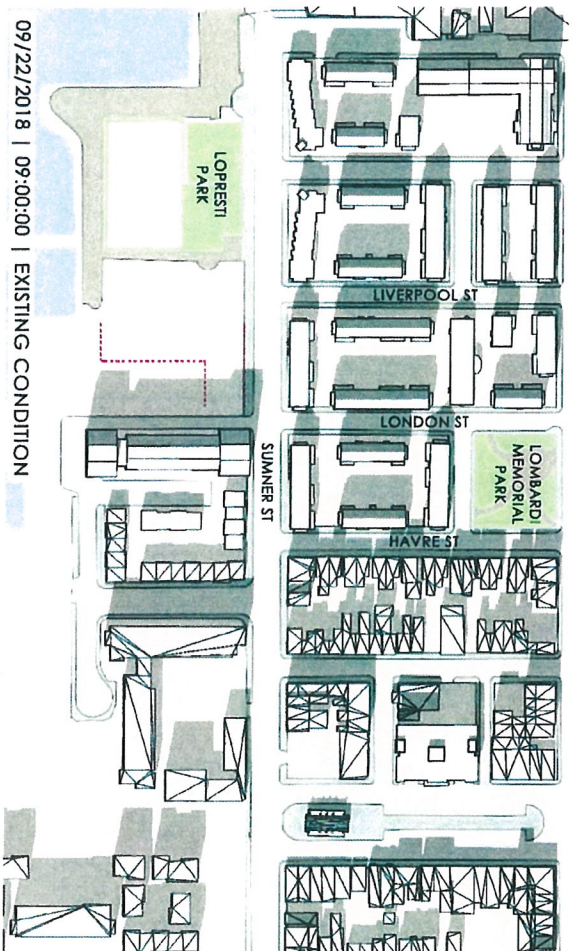 LOPRESTI
PARK
LIVERPOOL ST
LONDON ST
LOMBARDI
MEMORIAL
PARK
SUMNER ST
HAVRE ST
09/22/2018 | 09:00:00 | EXISTING CONDITION